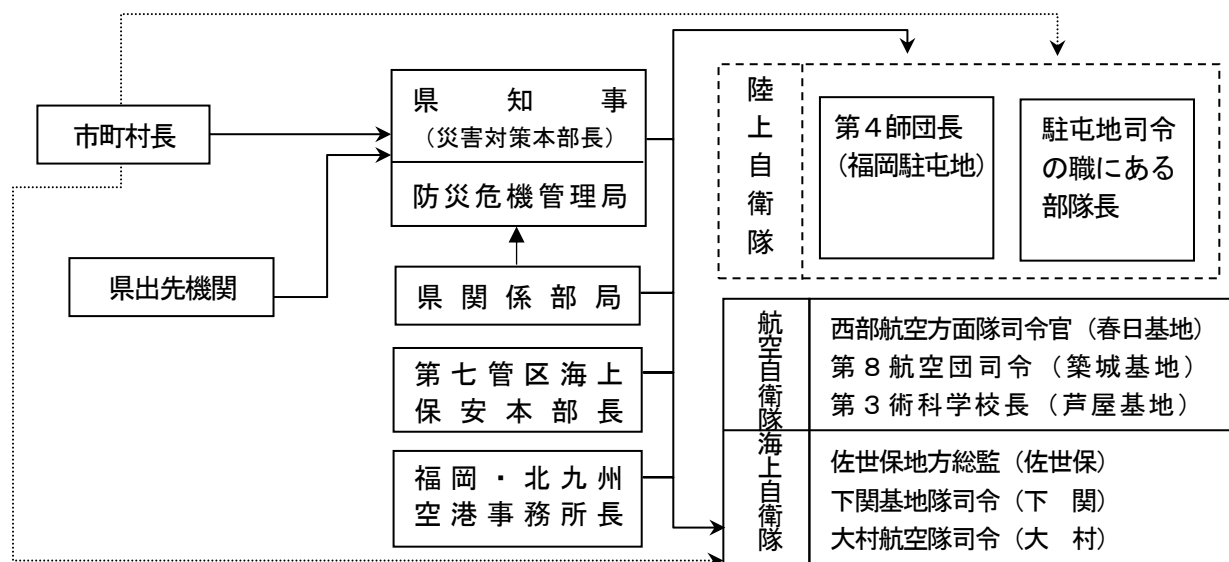 市町村長
県出先機関
県知事
（災害対策本部長）
防災危機管理局
県関係部局
第七管区海上
保安本部長
福岡・北九州
空港事務所長
陸上自衛隊
第４師団長
（福岡駐屯地）
駐屯地司令
の職にある
部隊長
航空自衛隊
西部航空方面隊司令官（春日基地）
第８航空団司令（築城基地）
第３術科学校長（芦屋基地）
海上自衛隊
佐世保地方総監（佐世保）
下関基地隊司令（下　関）
大村航空隊司令（大　村）